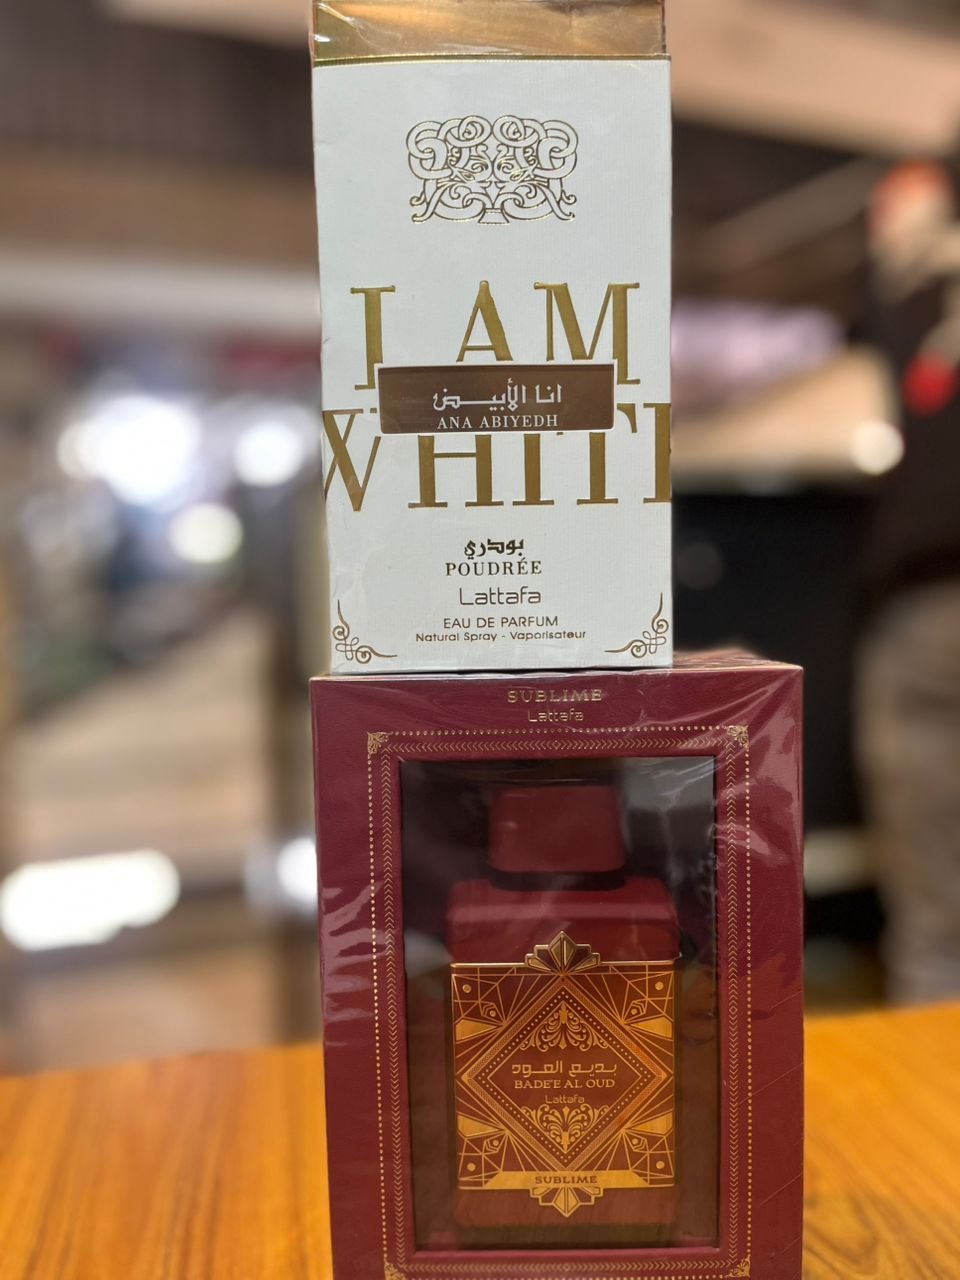 I AM
انا الأبيـــض
ANA ABIYEDH
WHITE
بودري
POUDRÉE
Lattafa
EAU DE PARFUM
Natural Spray - Vaporisateur
SUBLIME
Lattafa
بديع العود
BADE'E AL OUD
Lattafa
SUBLIME